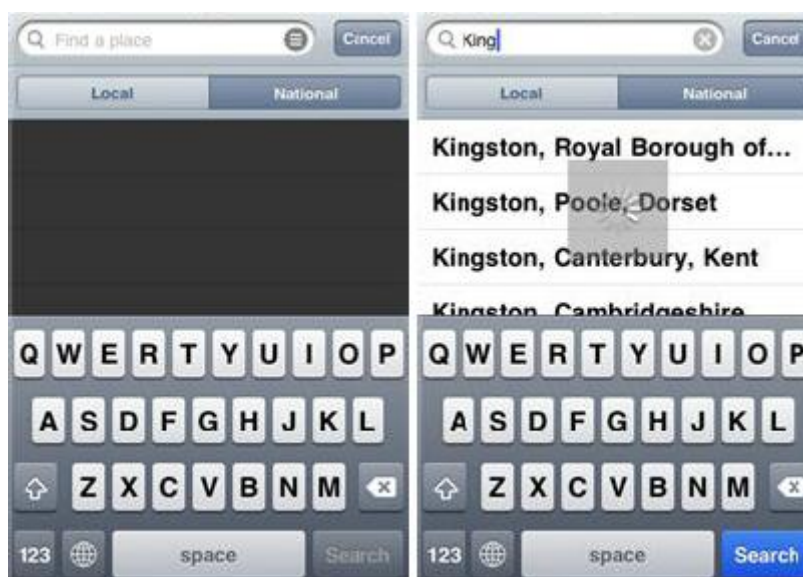 Find a place
Cincel
Local National
Q W E R T Y U I O P
A S D F G H J K L
Z X C V B N M
123 space Search
King
Cancel
Local National
Kingston, Royal Borough of...
Kingston, Poole, Dorset
Kingston, Canterbury, Kent
Kingston, Cambridgeshire
Q W E R T Y U I O P
A S D F G H J K L
Z X C V B N M
123 space Search